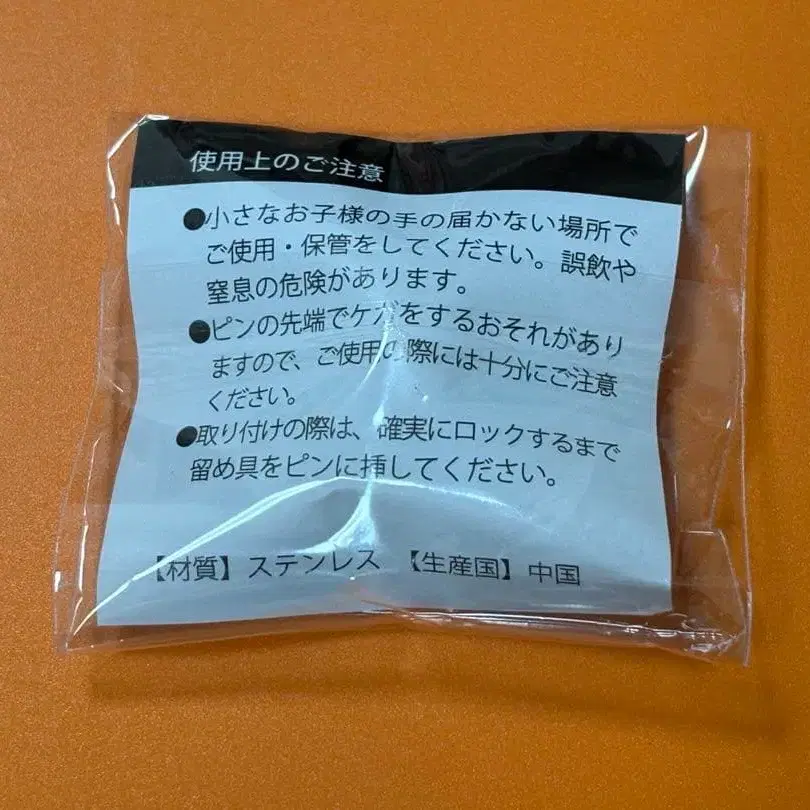 使用上のご注意
●小さなお子様の手の届かない場所で
ご使用・保管をしてください。誤飲や
窒息の危険があります。
●ピンの先端でケガをするおそれがあり
ますので、ご使用の際には十分にご注意
ください。
●取り付けの際は、確実にロックするまで
留め具をピンに挿してください。
【材質】ステンレス 【生産国】中国